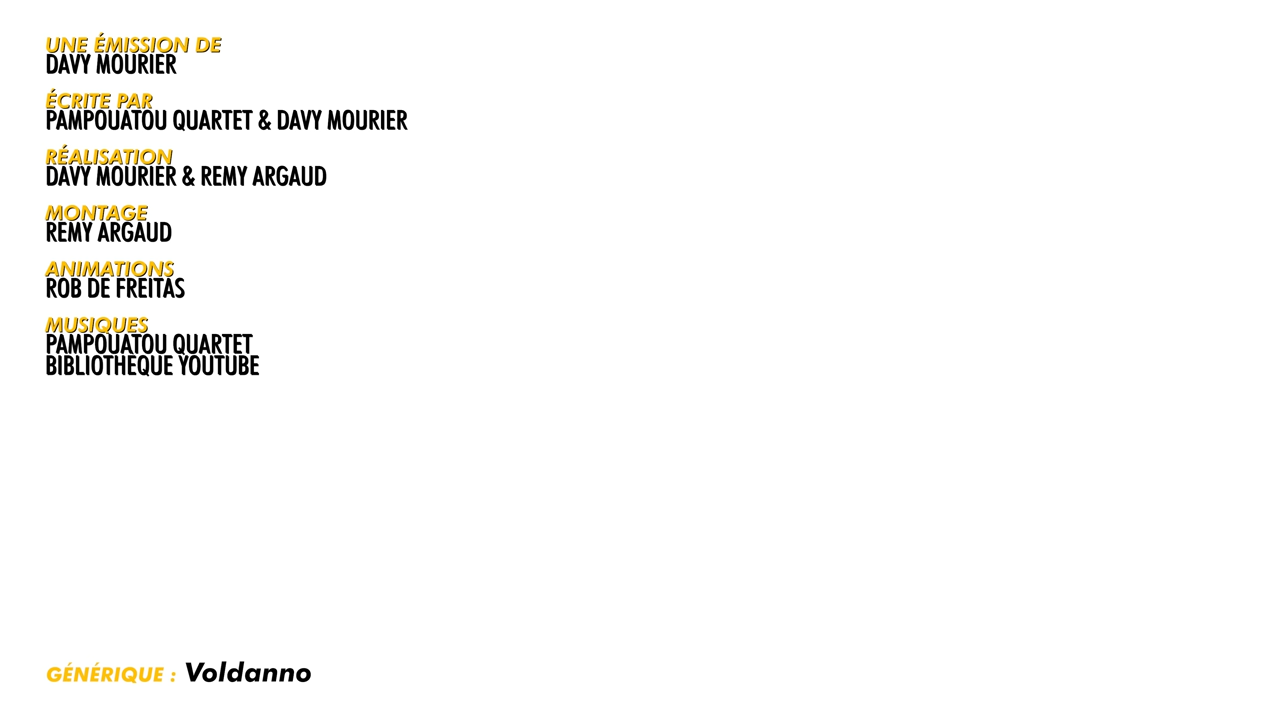 UNE ÉMISSION DE
DAVY MOURIER
ÉCRITE PAR
PAMPOUATOU QUARTET & DAVY MOURIER
RÉALISATION
DAVY MOURIER & REMY ARGAUD
MONTAGE
REMY ARGAUD
ANIMATIONS
ROB DE FREITAS
MUSIQUES
PAMPOUATOU QUARTET
BIBLIOTHÈQUE YOUTUBE
GÉNÉRIQUE : Voldanno